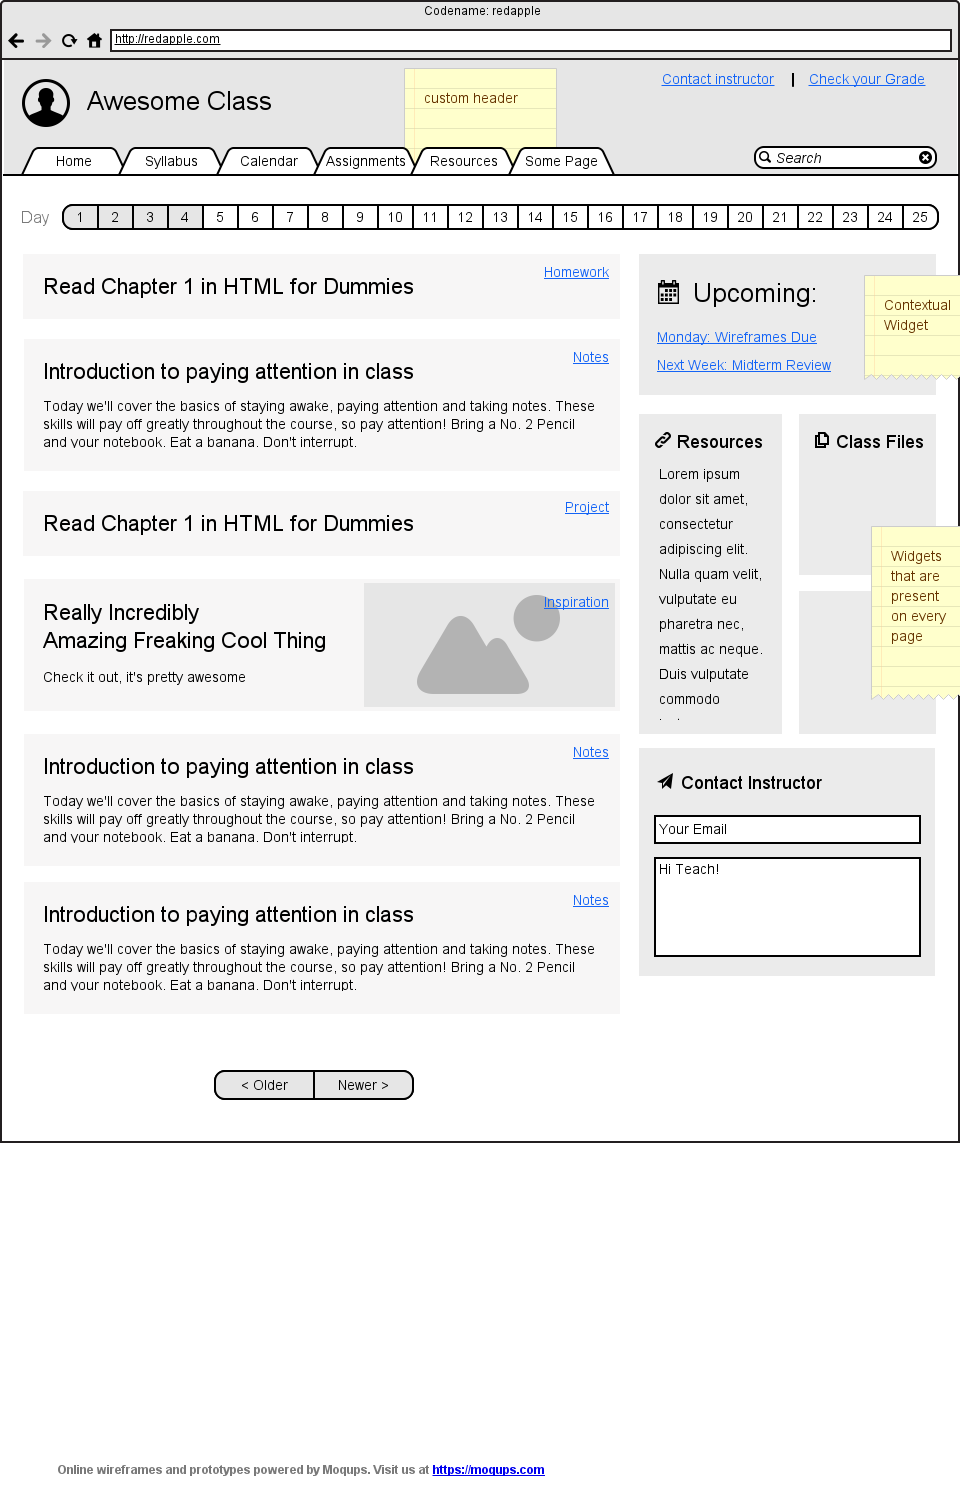 Codename: redapple
http://redapple.com
Contact instructor | Check your Grade
Awesome Class
custom header
Home Syllabus Calendar Assignments Resources Some Page
Search
Day 1 2 3 4 5 6 7 8 9 10 11 12 13 14 15 16 17 18 19 20 21 22 23 24 25
Homework
Read Chapter 1 in HTML for Dummies
Notes
Introduction to paying attention in class
Today we'll cover the basics of staying awake, paying attention and taking notes. These
skills will pay off greatly throughout the course, so pay attention! Bring a No. 2 Pencil
and your notebook. Eat a banana. Don't interrupt.
Project
Read Chapter 1 in HTML for Dummies
Inspiration
Really Incredibly
Amazing Freaking Cool Thing
Check it out, it's pretty awesome
Notes
Introduction to paying attention in class
Today we'll cover the basics of staying awake, paying attention and taking notes. These
skills will pay off greatly throughout the course, so pay attention! Bring a No. 2 Pencil
and your notebook. Eat a banana. Don't interrupt.
Notes
Introduction to paying attention in class
Today we'll cover the basics of staying awake, paying attention and taking notes. These
skills will pay off greatly throughout the course, so pay attention! Bring a No. 2 Pencil
and your notebook. Eat a banana. Don't interrupt.
< Older Newer >
Upcoming:
Monday: Wireframes Due
Next Week: Midterm Review
Contextual
Widget
Resources
Lorem ipsum
dolor sit amet,
consectetur
adipiscing elit.
Nulla quam velit,
vulputate eu
pharetra nec,
mattis ac neque.
Duis vulputate
commodo
Class Files
Widgets
that are
present
on every
page
Contact Instructor
Your Email
Hi Teach!
Online wireframes and prototypes powered by Moqups. Visit us at https://moqups.com